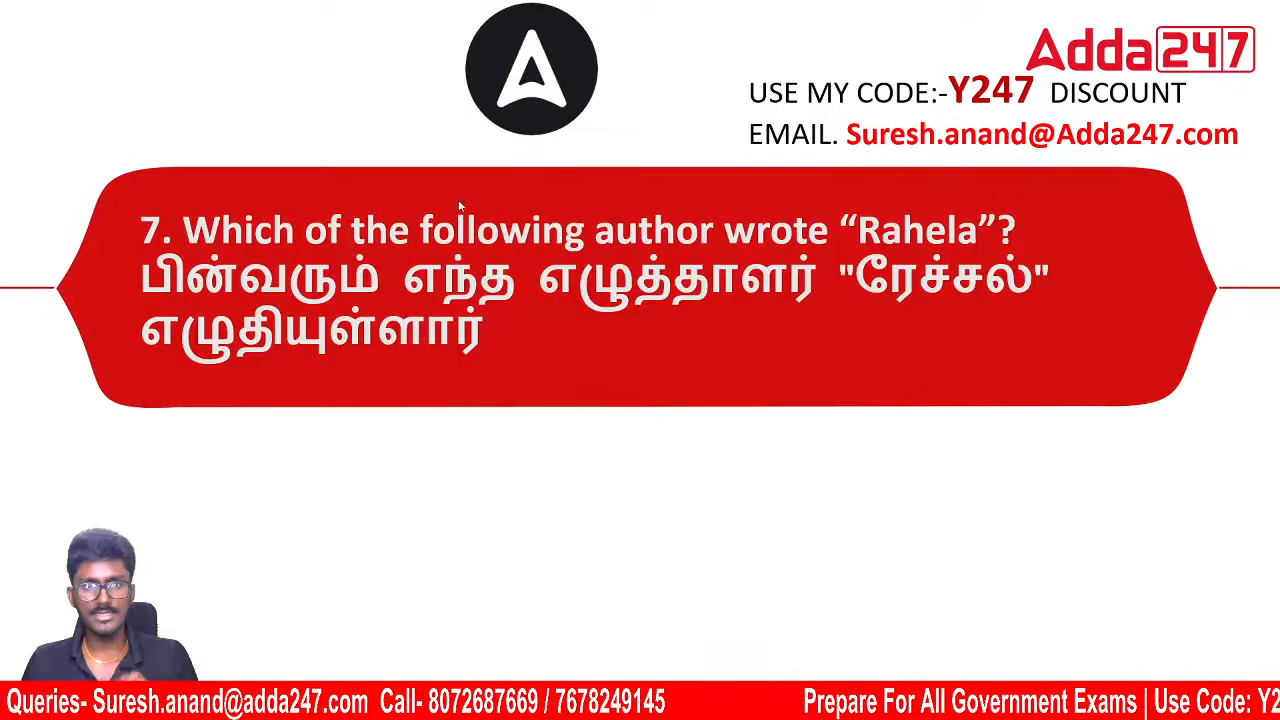 Adda247
USE MY CODE:-Y247 DISCOUNT
EMAIL. Suresh.anand@Adda247.com
7. Which of the following author wrote “Rahela”?
பின்வரும் எந்த எழுத்தாளர் "ரேச்சல்"
எழுதியுள்ளார்
Queries- Suresh.anand@adda247.com Call- 8072687669 / 7678249145 Prepare For All Government Exams | Use Code: Y2